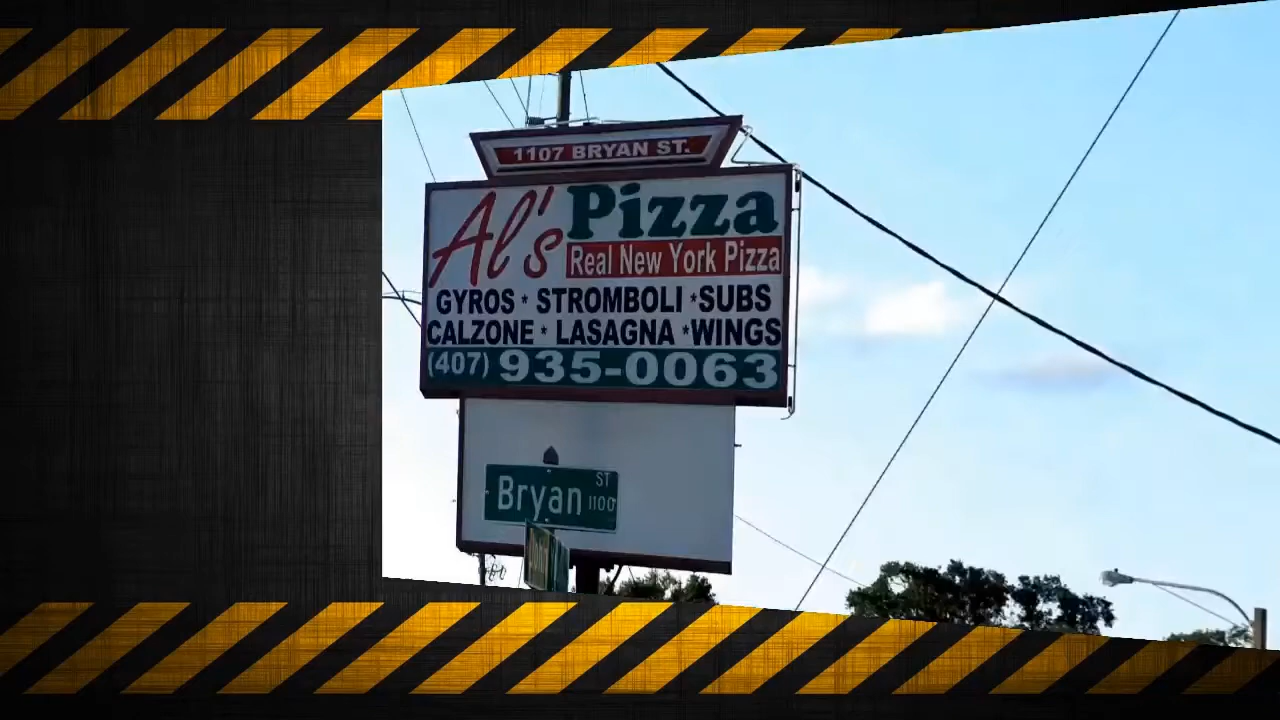 1107 BRYAN ST.
Al's Pizza
Real New York Pizza
GYROS * STROMBOLI *SUBS
CALZONE * LASAGNA *WINGS
(407) 935-0063
Bryan ST
1100